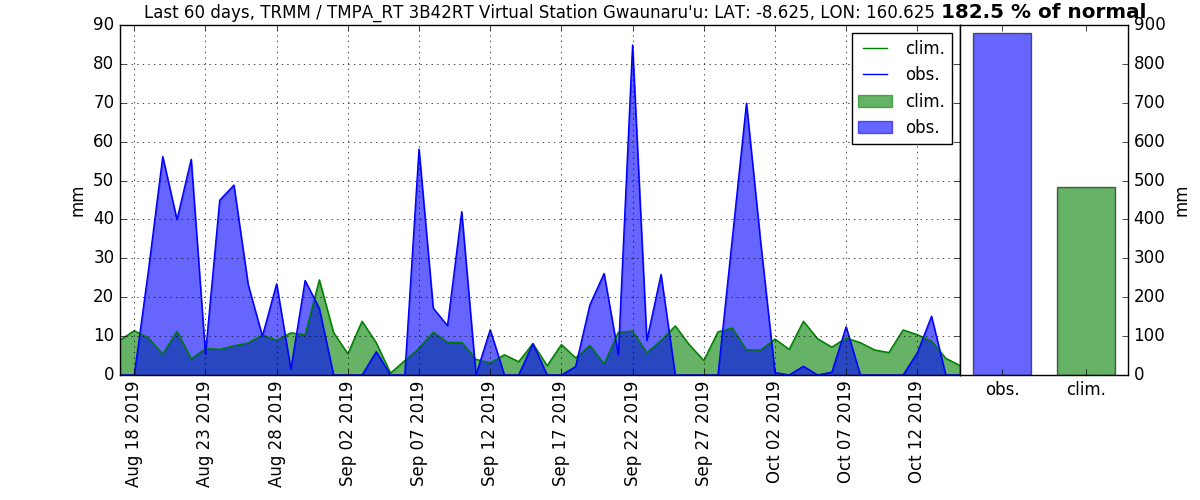 Last 60 days, TRMM / TMPA_RT 3B42RT Virtual Station Gwaunaru'u: LAT: -8.625, LON: 160.625 182.5 % of normal
90
80
70
60
50
40
30
20
10
0
mm
clim.
obs.
clim.
obs.
Aug 18 2019
Aug 23 2019
Aug 28 2019
Sep 02 2019
Sep 07 2019
Sep 12 2019
Sep 17 2019
Sep 22 2019
Sep 27 2019
Oct 02 2019
Oct 07 2019
Oct 12 2019
900
800
700
600
500
400
300
200
100
0
mm
obs.
clim.